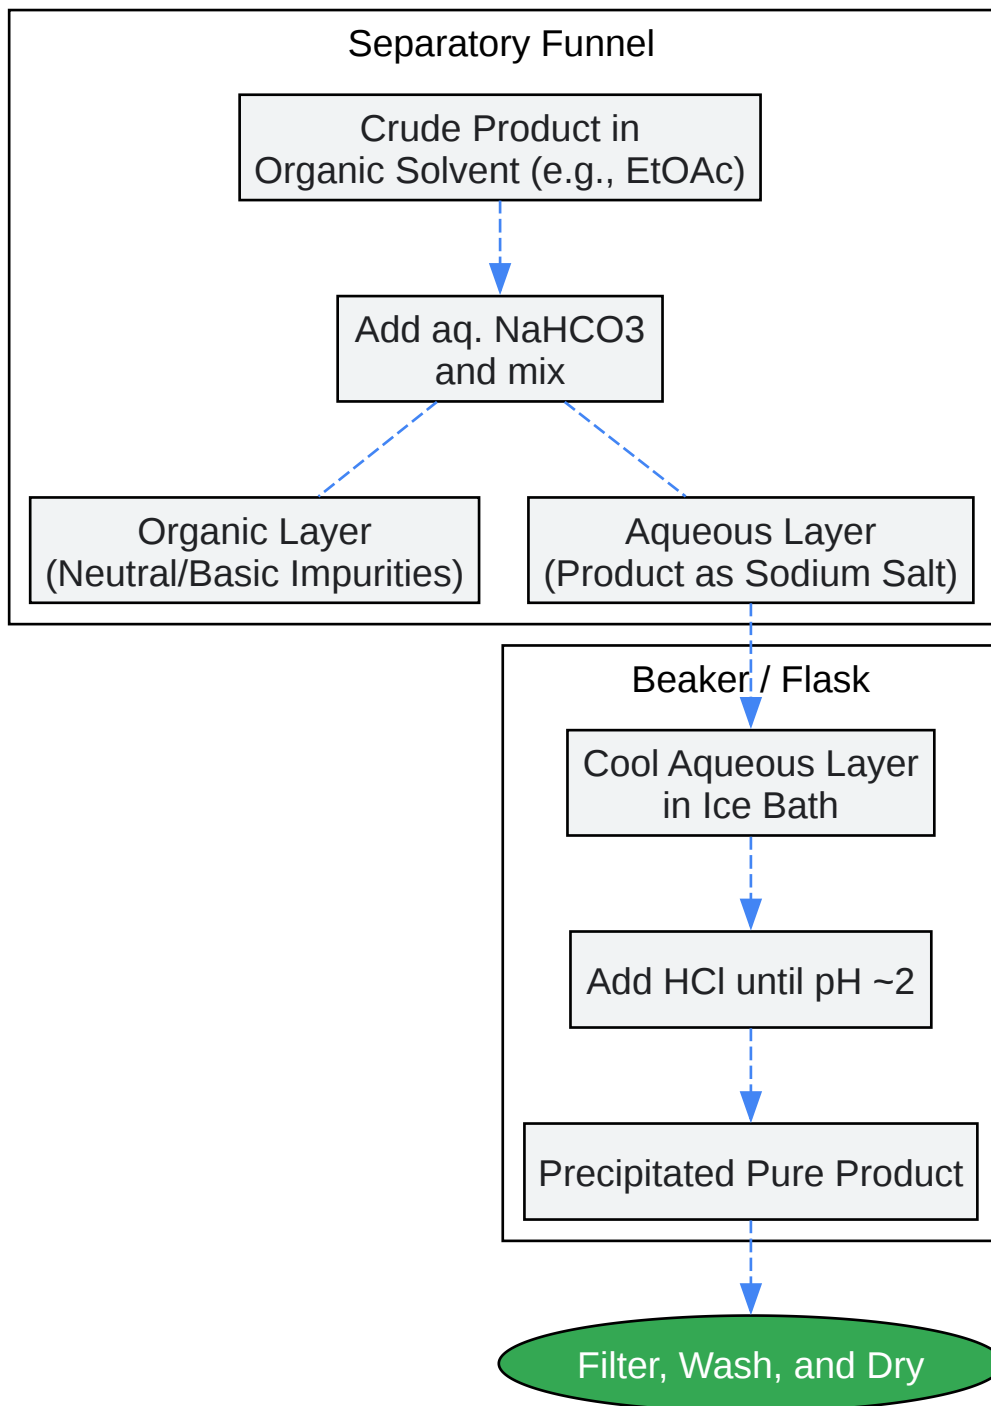 Separatory Funnel
Crude Product in
Organic Solvent (e.g., EtOAc)
Add aq. NaHCO3
and mix
Organic Layer
(Neutral/Basic Impurities)
Aqueous Layer
(Product as Sodium Salt)
Beaker / Flask
Cool Aqueous Layer
in Ice Bath
Add HCl until pH ~2
Precipitated Pure Product
Filter, Wash, and Dry